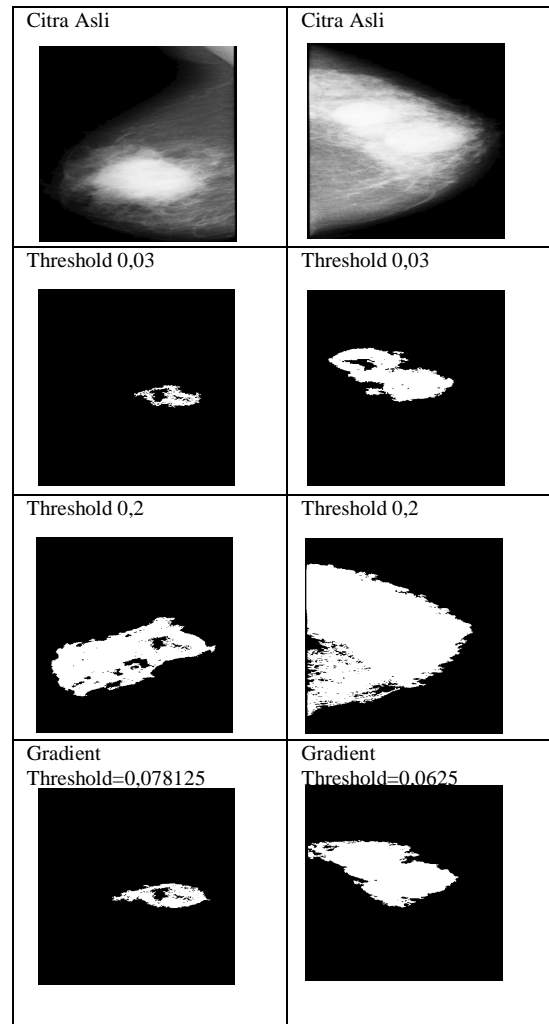 Citra Asli
Citra Asli
Threshold 0,03
Threshold 0,03
Threshold 0,2
Threshold 0,2
Gradient
Threshold=0,078125
Gradient
Threshold=0,0625